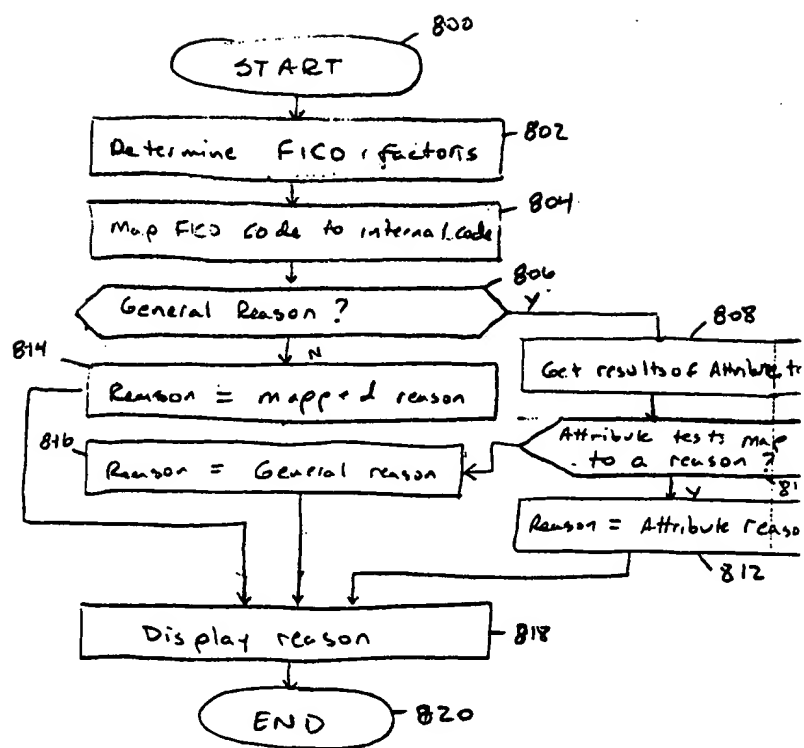 800
START
802
Determine FICO factors
804
Map FICO code to internal code
806
General Reason?
Y
808
814
N
Get results of Attribute
Reason = mapped reason
816
Attribute tests map
to a reason?
Reason = General reason
Y
Reason = Attribute
812
Display reason
818
END
820